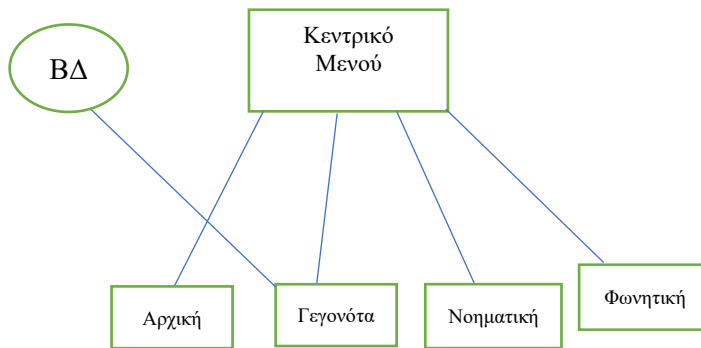 ΒΔ
Κεντρικό
Μενού
Αρχική
Γεγονότα
Νοηματική
Φωνητική